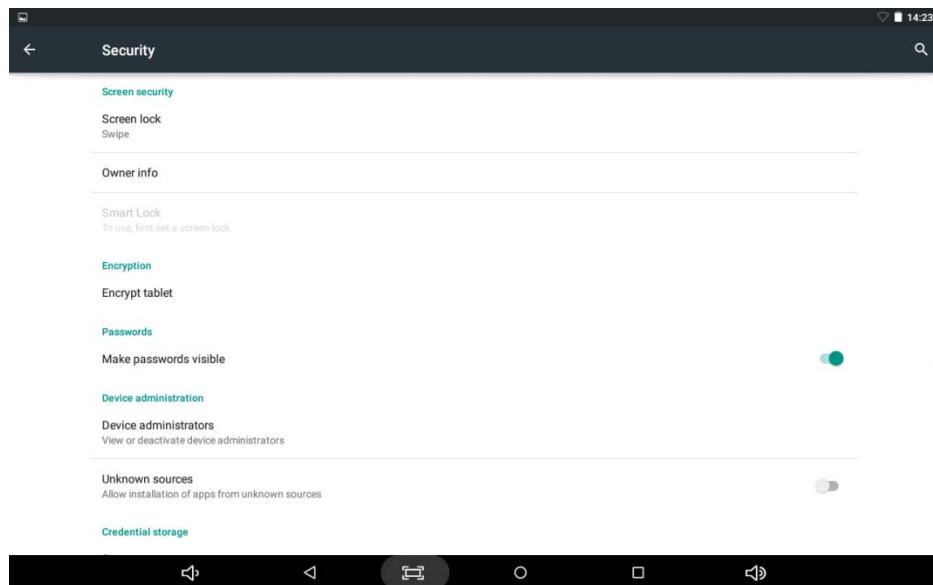 14:23
Security
Screen security
Screen lock
Swipe
Owner info
Smart Lock
To use, first set a screen lock
Encryption
Encrypt tablet
Passwords
Make passwords visible
Device administration
Device administrators
View or deactivate device administrators
Unknown sources
Allow installation of apps from unknown sources
Credential storage